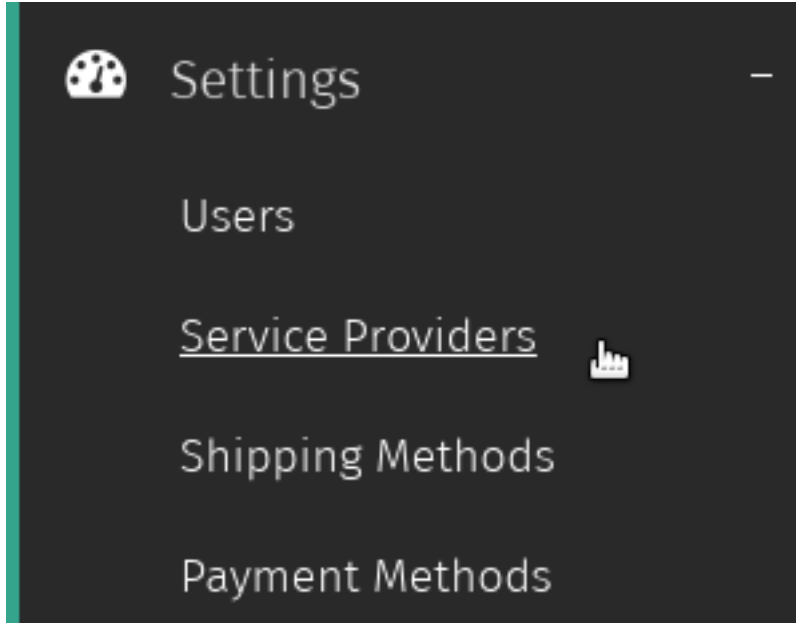 Settings
Users
Service Providers
Shipping Methods
Payment Methods